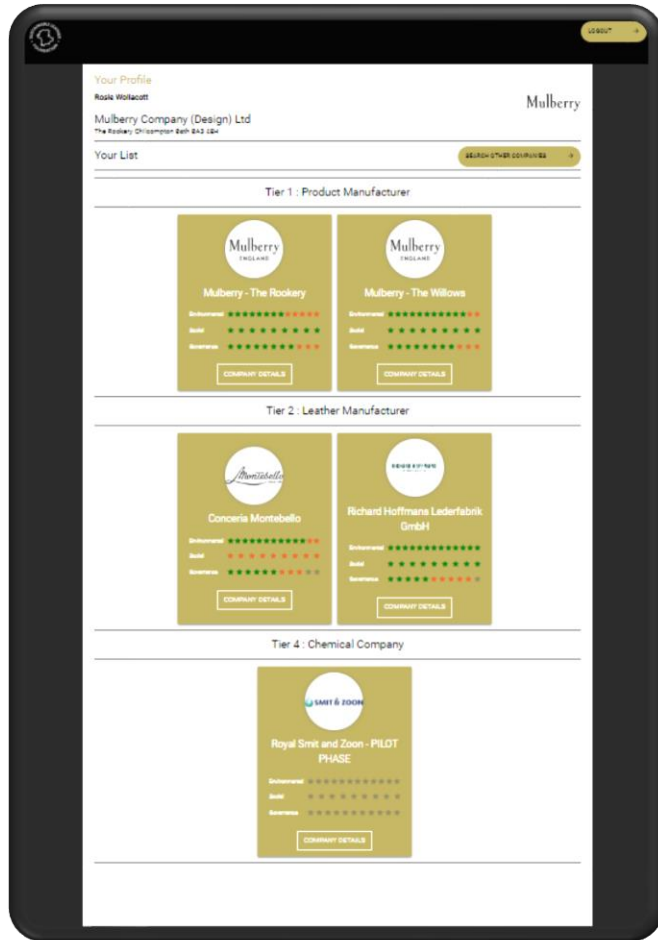 LOGOUT
Your Profile
Rosie Wollacott
Mulberry
Mulberry Company (Design) Ltd
The Rookery Chilcompton Bath BA3 4EH
Your List
SEARCH OTHER COMPANIES
Tier 1 : Product Manufacturer
Mulberry
ENGLAND
Mulberry - The Rookery
Environmental
Social
Governance
COMPANY DETAILS
Mulberry
ENGLAND
Mulberry - The Willows
Environmental
Social
Governance
COMPANY DETAILS
Tier 2 : Leather Manufacturer
Montebello
Conceria Montebello
Environmental
Social
Governance
COMPANY DETAILS
Richard Hoffmans Lederfabrik
GmbH
Environmental
Social
Governance
COMPANY DETAILS
Tier 4 : Chemical Company
SMIT & ZOON
Royal Smit and Zoon - PILOT
PHASE
Environmental
Social
Governance
COMPANY DETAILS